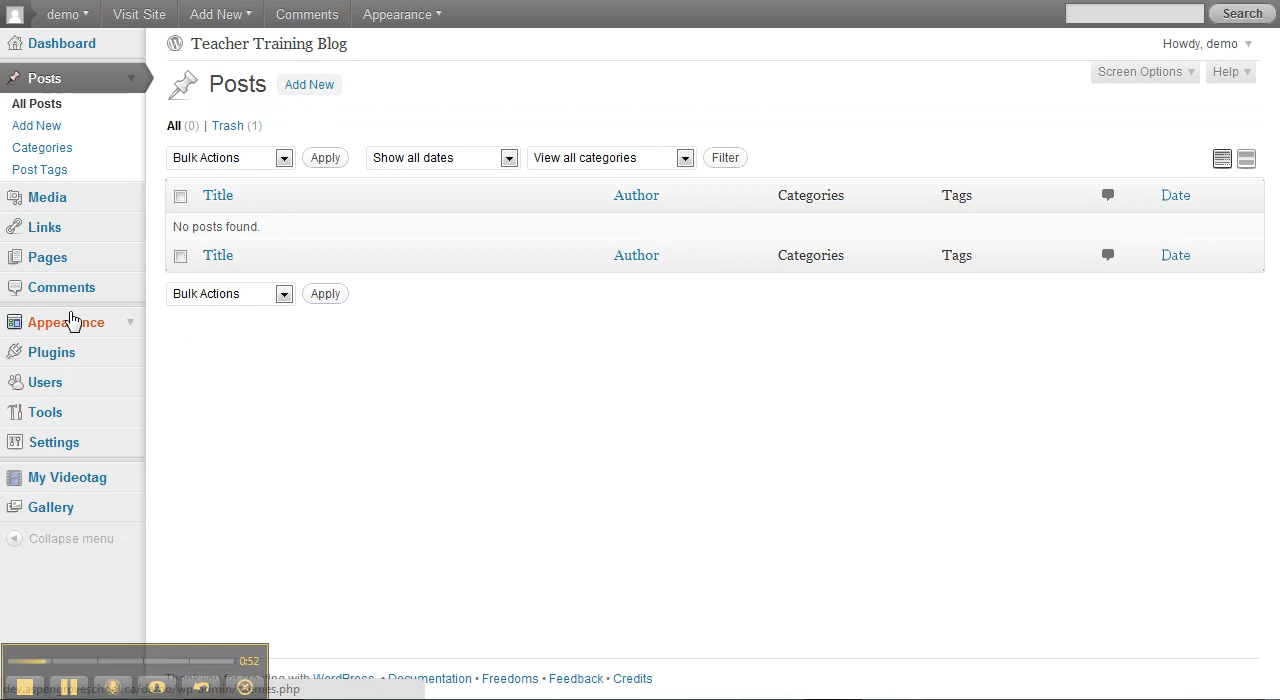 demo Visit Site Add New Comments Appearance Search
Dashboard
Teacher Training Blog
Howdy, demo
Posts
Posts Add New
Screen Options Help
All Posts
Add New
Categories
Post Tags
All (0) | Trash (1)
Bulk Actions Apply Show all dates View all categories Filter
Media
Links
Pages
Comments
Appearance
Plugins
Users
Tools
Settings
My Videotag
Gallery
Collapse menu
Title Author Categories Tags Date
No posts found.
Title Author Categories Tags Date
Bulk Actions Apply
0:52
WordPress. • Documentation • Freedoms • Feedback • Credits